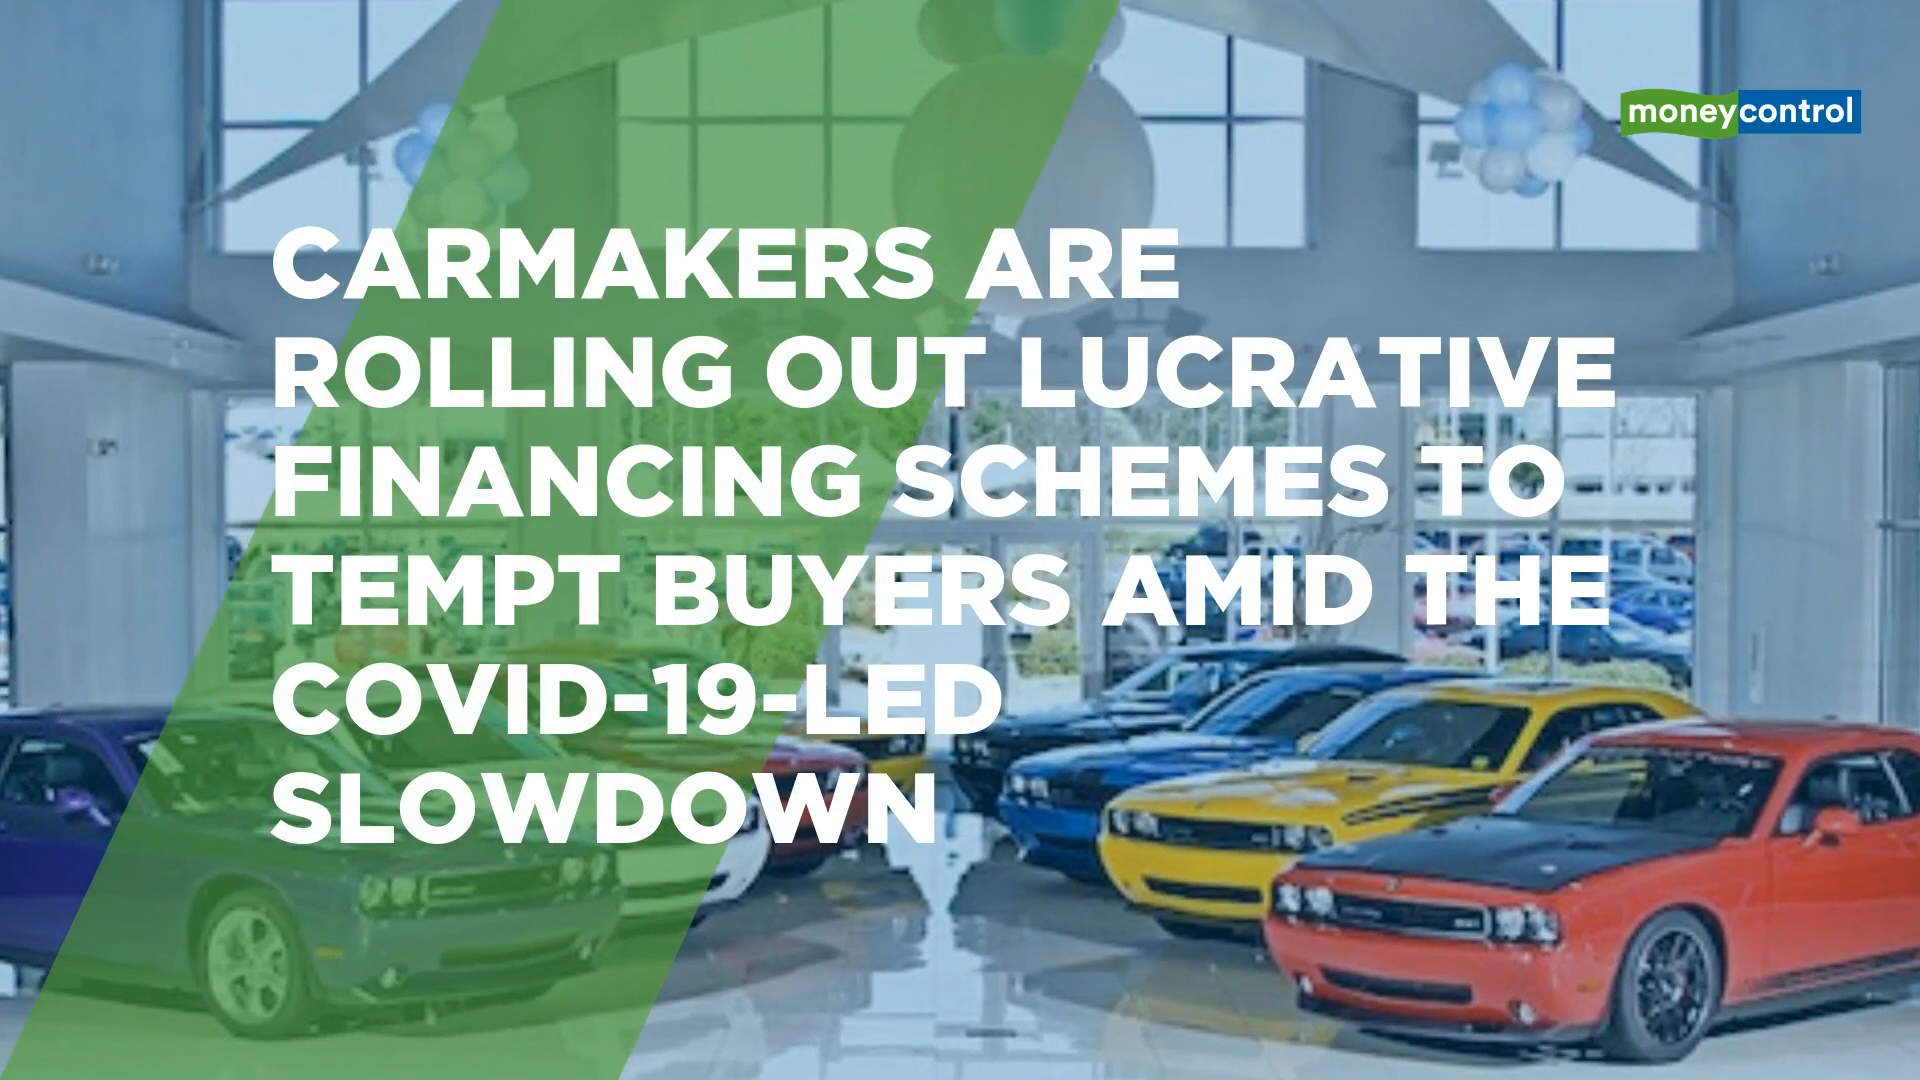 moneycontrol
CARMAKERS ARE
ROLLING OUT LUCRATIVE
FINANCING SCHEMES TO
TEMPT BUYERS AMID THE
COVID-19-LED
SLOWDOWN